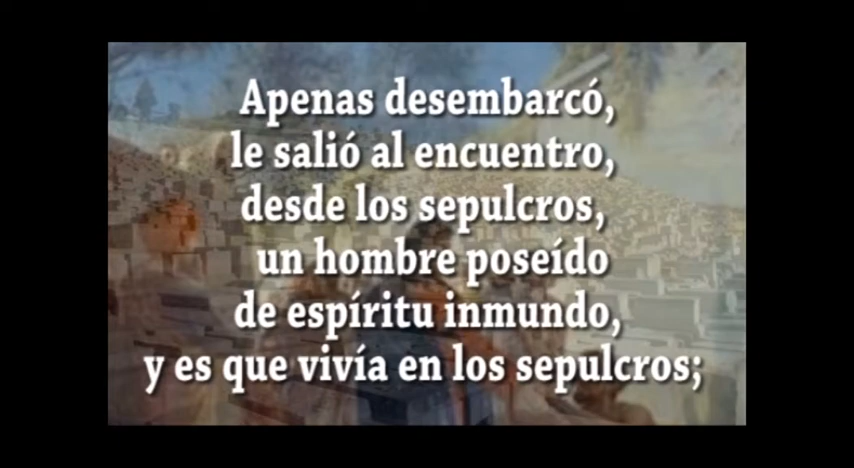 Apenas desembarcó,
le salió al encuentro,
desde los sepulcros,
un hombre poseído
de espíritu inmundo,
y es que vivía en los sepulcros;